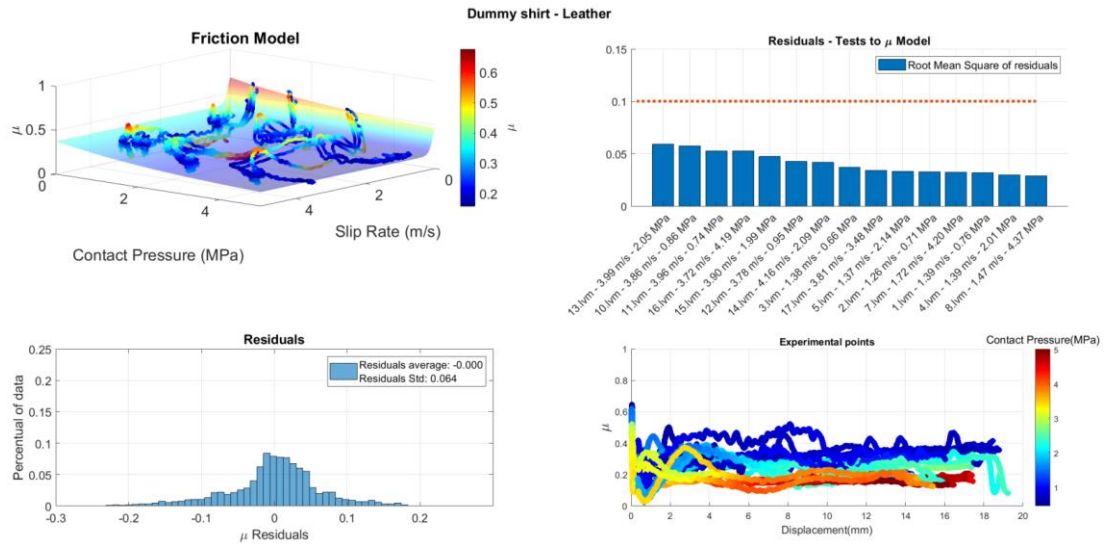 Dummy shirt - Leather
Friction Model
1
0.5
0
μ
0
2
4
Contact Pressure (MPa)
4
2
0
Slip Rate (m/s)
0.6
0.5
0.4
0.3
0.2
μ
Residuals - Tests to μ Model
0.15
0.1
0.05
0
Root Mean Square of residuals
13.lvm - 3.99 m/s - 2.05 MPa
10.lvm - 3.86 m/s - 0.86 MPa
11.lvm - 3.96 m/s - 0.74 MPa
16.lvm - 3.72 m/s - 4.19 MPa
15.lvm - 3.90 m/s - 1.99 MPa
12.lvm - 3.78 m/s - 0.95 MPa
14.lvm - 4.16 m/s - 2.09 MPa
3.lvm - 1.38 m/s - 0.66 MPa
17.lvm - 3.81 m/s - 3.48 MPa
5.lvm - 1.37 m/s - 2.14 MPa
2.lvm - 1.26 m/s - 0.71 MPa
7.lvm - 1.72 m/s - 4.20 MPa
1.lvm - 1.39 m/s - 0.76 MPa
4.lvm - 1.39 m/s - 2.01 MPa
8.lvm - 1.47 m/s - 4.37 MPa
Residuals
Percentual of data
0.25
0.2
0.15
0.1
0.05
0
Residuals average: -0.000
Residuals Std: 0.064
-0.3
-0.2
-0.1
0
0.1
0.2
μ Residuals
Experimental points
Contact Pressure(MPa)
μ
1
0.8
0.6
0.4
0.2
0
0
2
4
6
8
10
12
14
16
18
20
Displacement(mm)
5
4
3
2
1